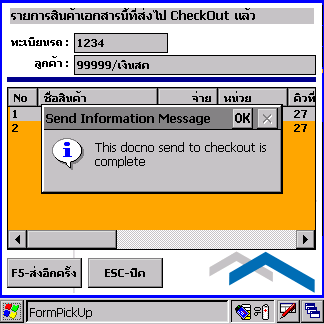 รายการสินค้าเอกสารนี้ที่ส่งไป CheckOut แล้ว
ทะเบียนรถ : 1234
ลูกค้า : 99999/เงินสด
No ชื่อสินค้า จ่าย หน่วย คิวที่
1 27
2 27
Send Information Message OK
This docno send to checkout is
complete
F5-ส่งอีกครั้ง ESC-ปิด
FormPickUp